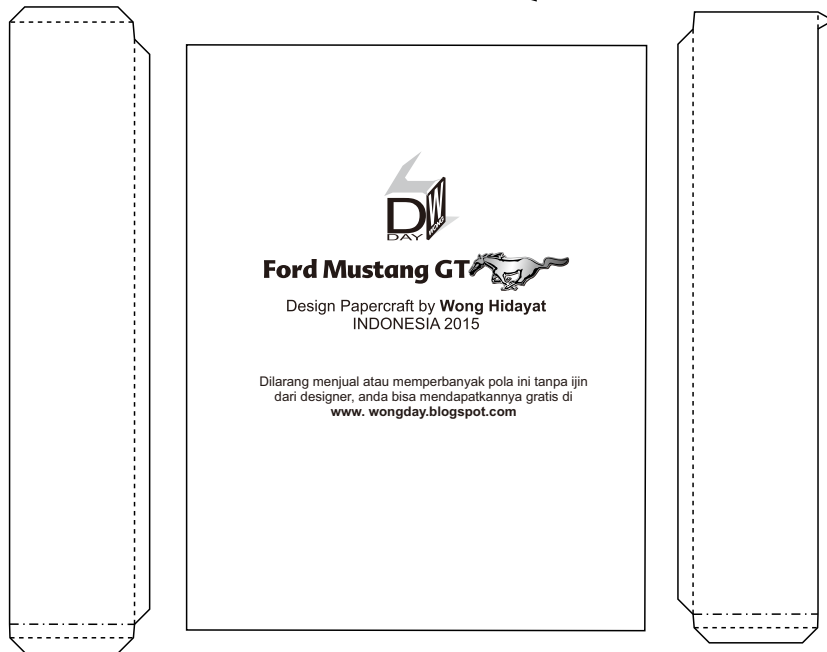 D W
DAY WONG
Ford Mustang GT
Design Papercraft by Wong Hidayat
INDONESIA 2015
Dilarang menjual atau memperbanyak pola ini tanpa ijin
dari designer, anda bisa mendapatkannya gratis di
www. wongday.blogspot.com